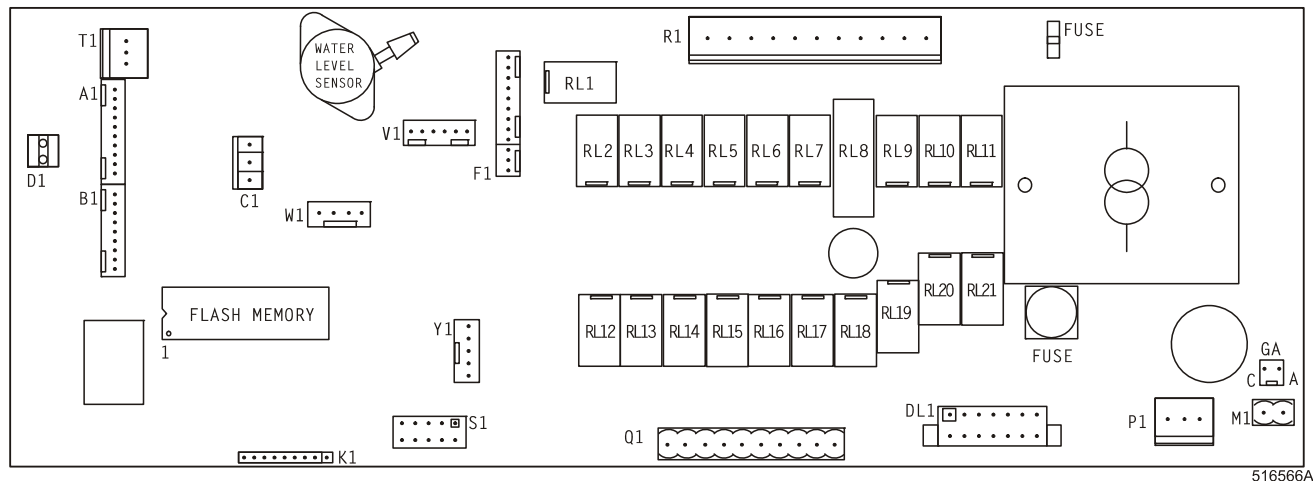 T1
WATER
LEVEL
SENSOR
R1
FUSE
A1
RL1
D1
C1
V1
F1
RL2 RL3 RL4 RL5 RL6 RL7 RL8 RL9 RL10 RL11
B1
W1
FLASH MEMORY
1
Y1
RL12 RL13 RL14 RL15 RL16 RL17 RL18 RL19 RL20 RL21
FUSE
GA
C A
S1
Q1
DL1
P1
M1
K1
516566A